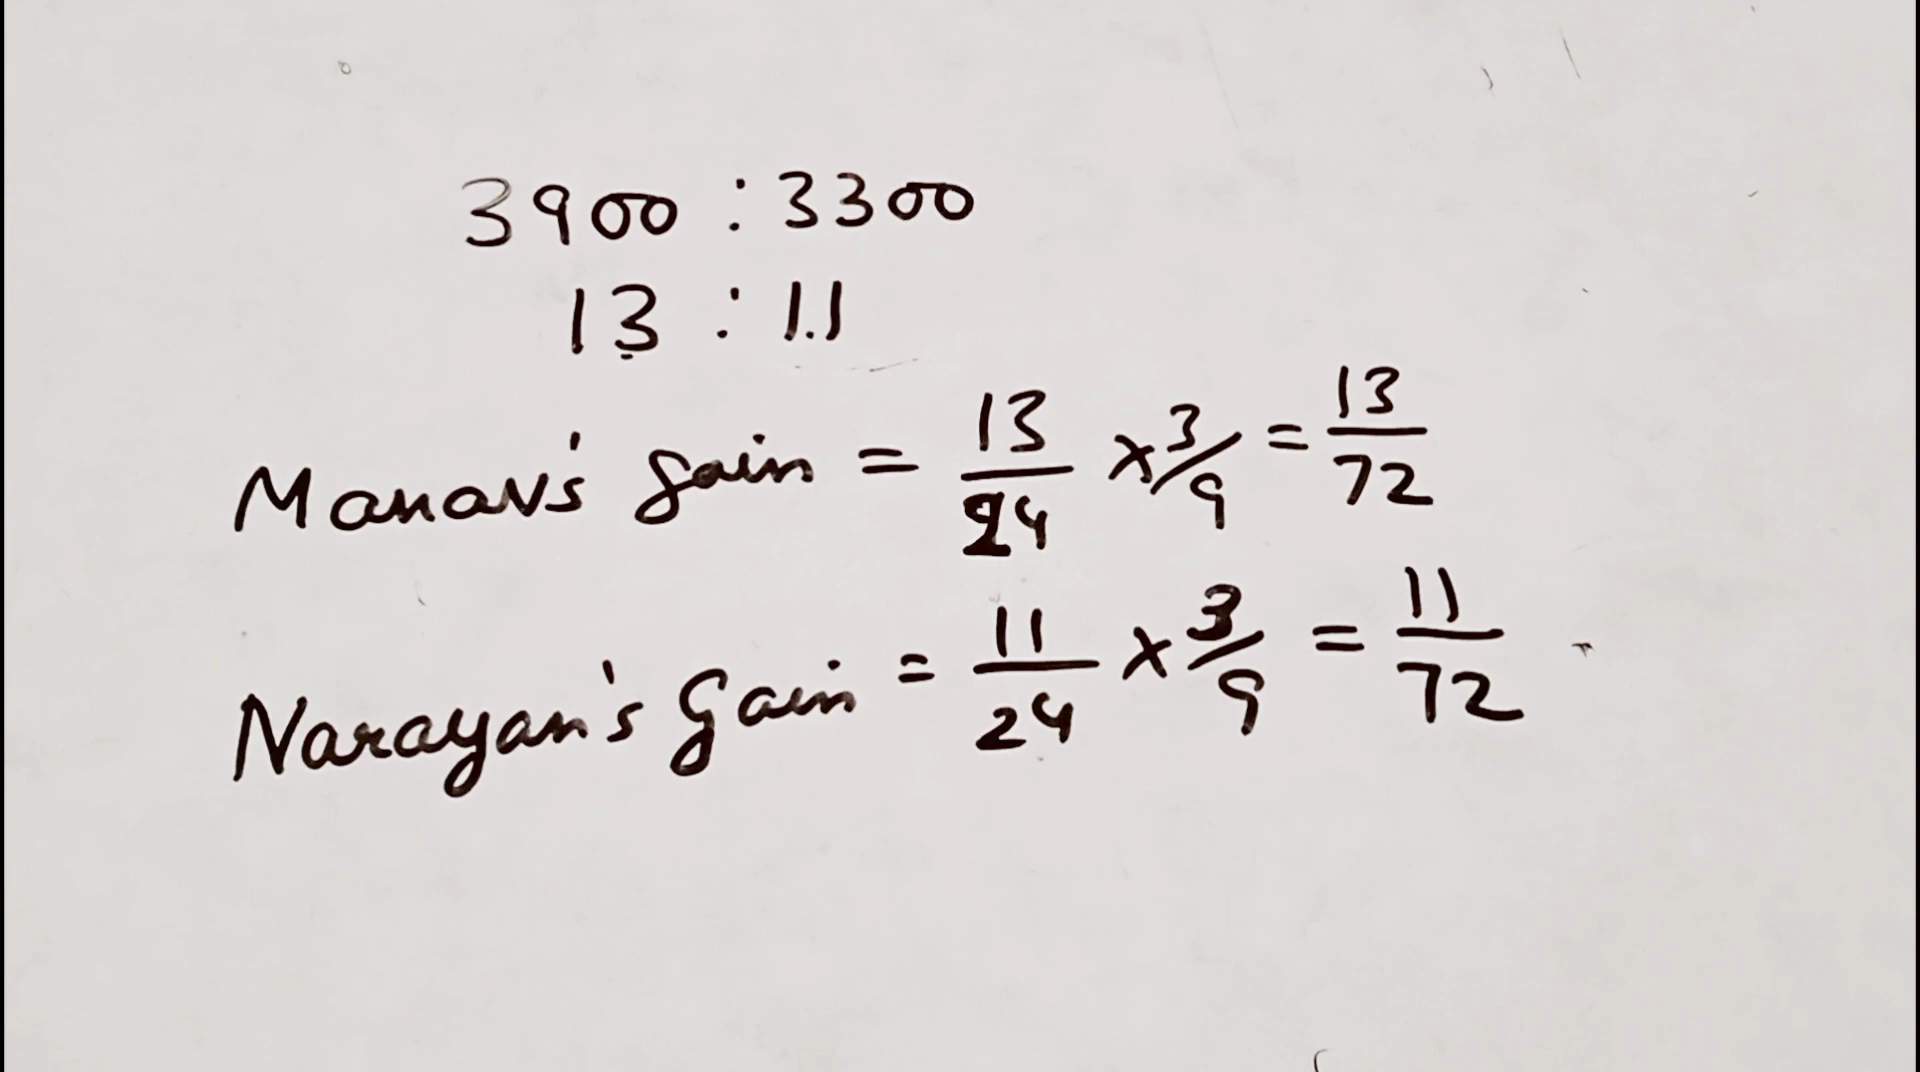 3900 : 3300
13 : 11
Manav's gain = 13/24 × 3/9 = 13/72
Narayan's Gain = 11/24 × 3/9 = 11/72